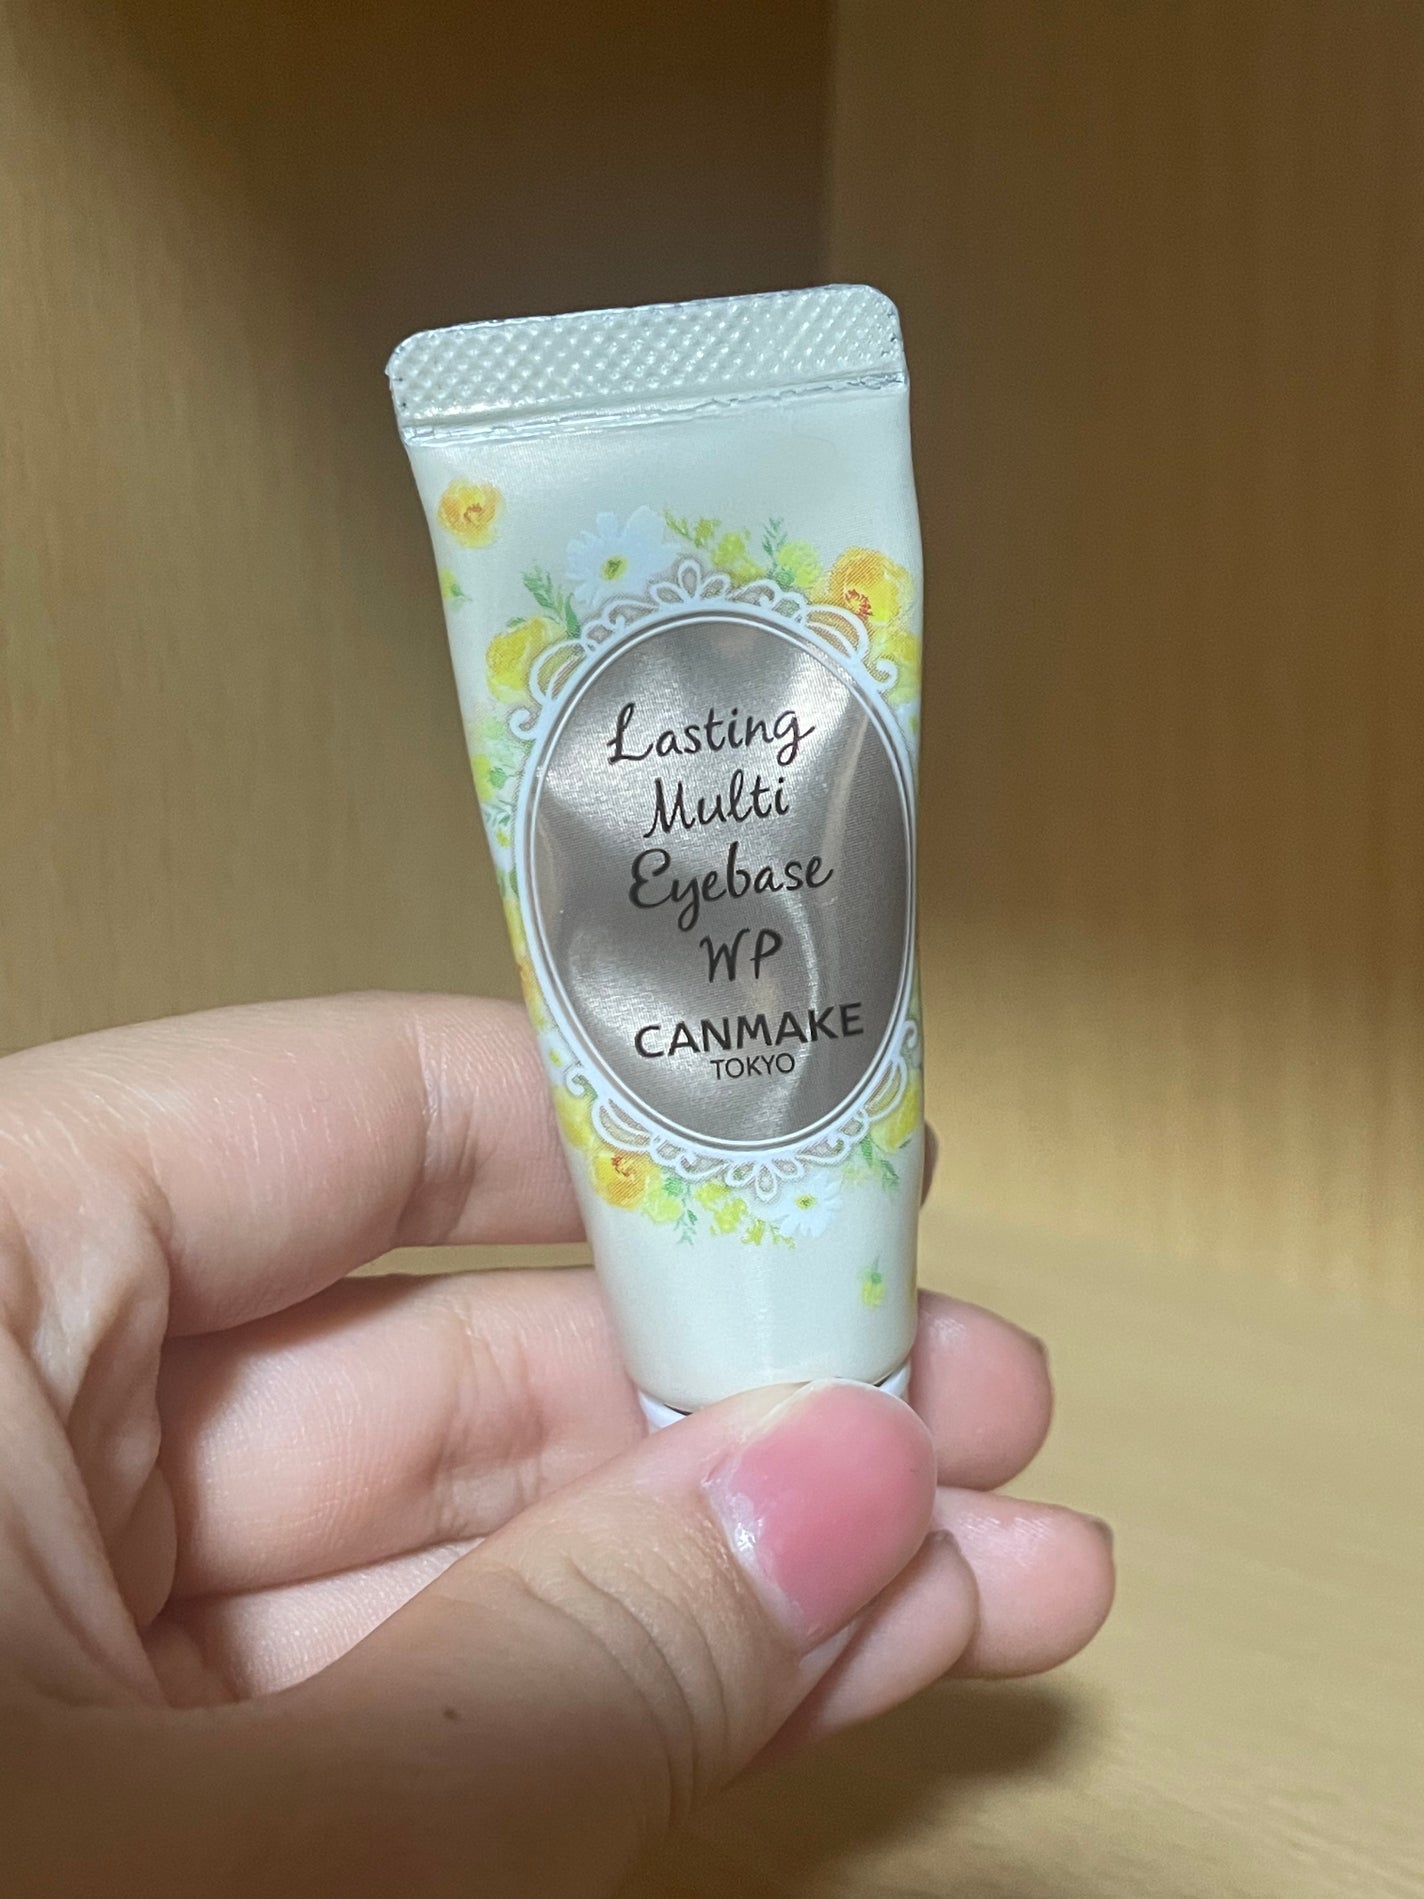 Lasting
Multi
Eyebase
WP
CANMAKE
TOKYO